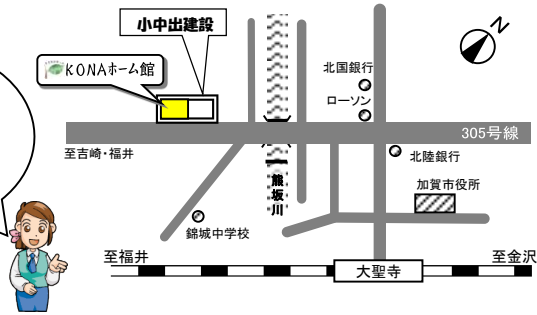 小中出建設
KONAホーム館
北国銀行
ローソン
N
305号線
至吉崎・福井
北陸銀行
熊坂川
加賀市役所
錦城中学校
至福井
大聖寺
至金沢